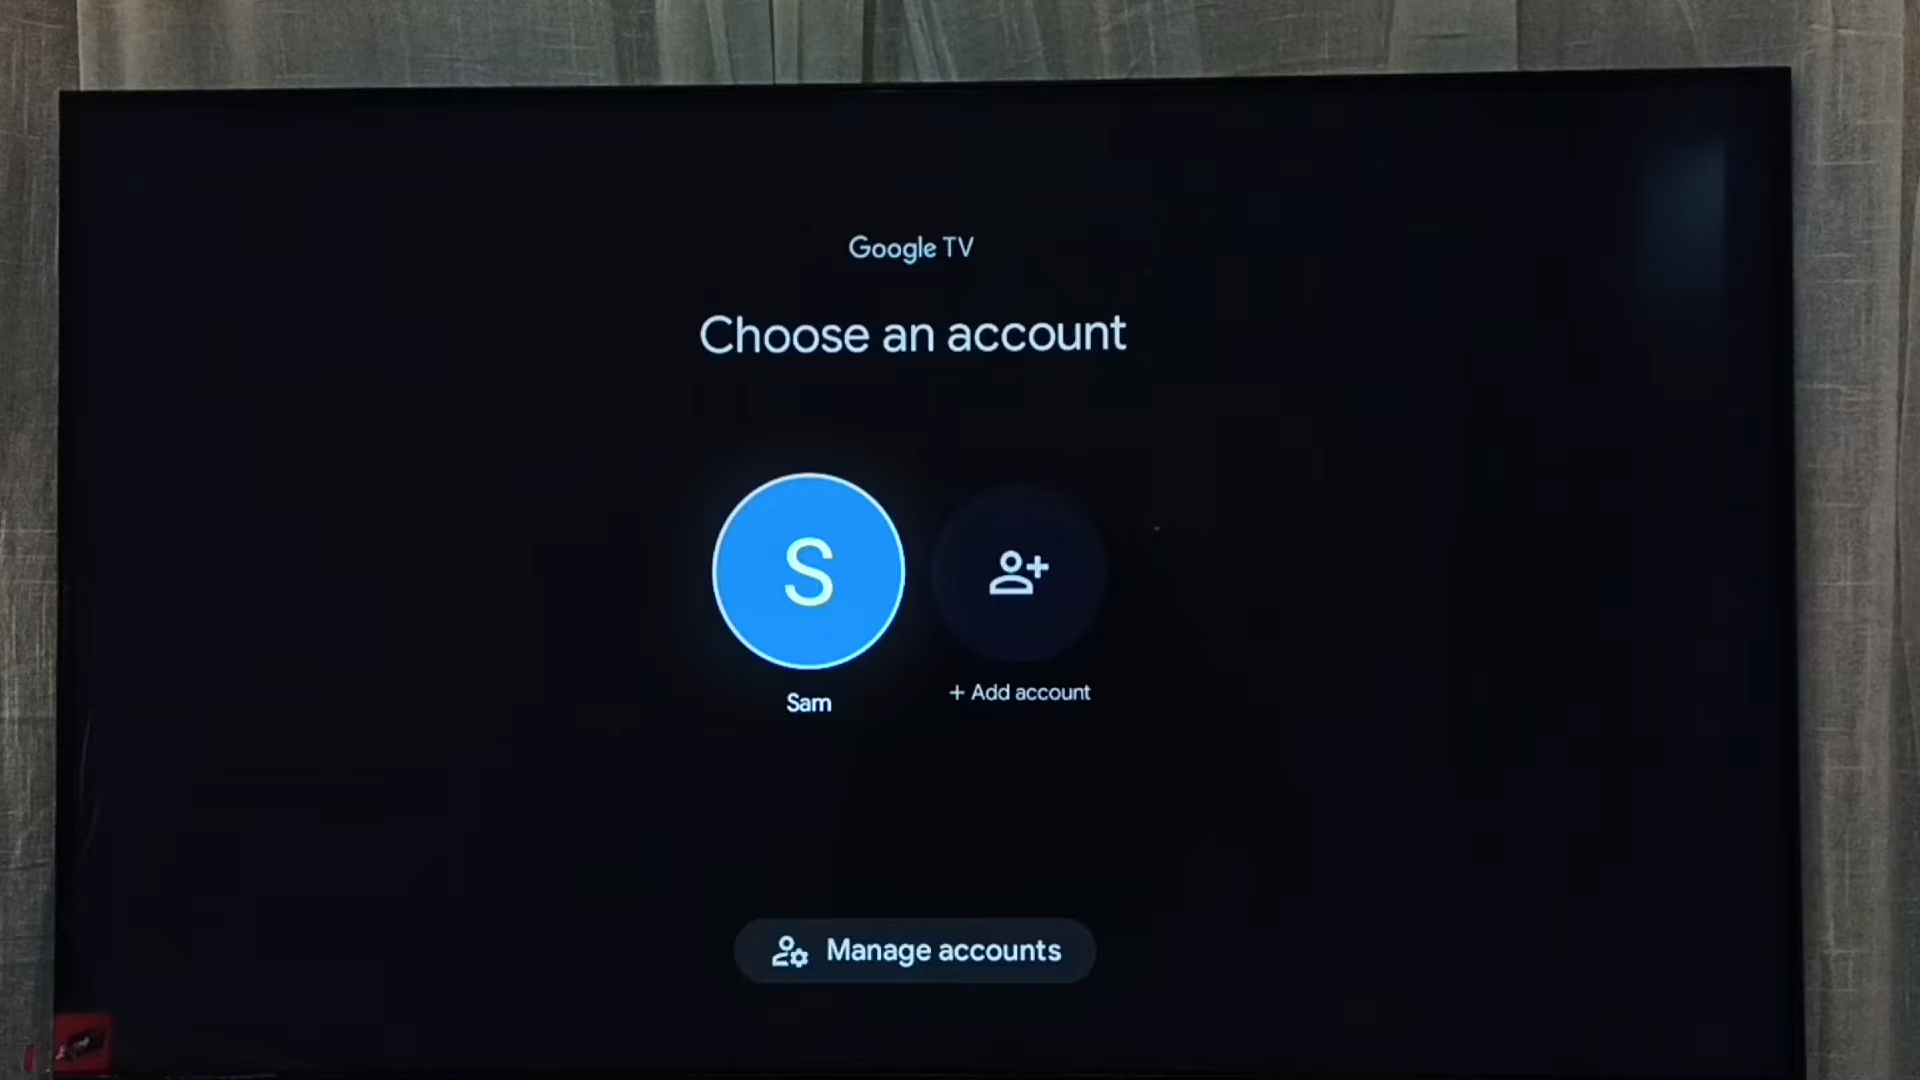 Google TV
Choose an account
S
Sam
+ Add account
Manage accounts